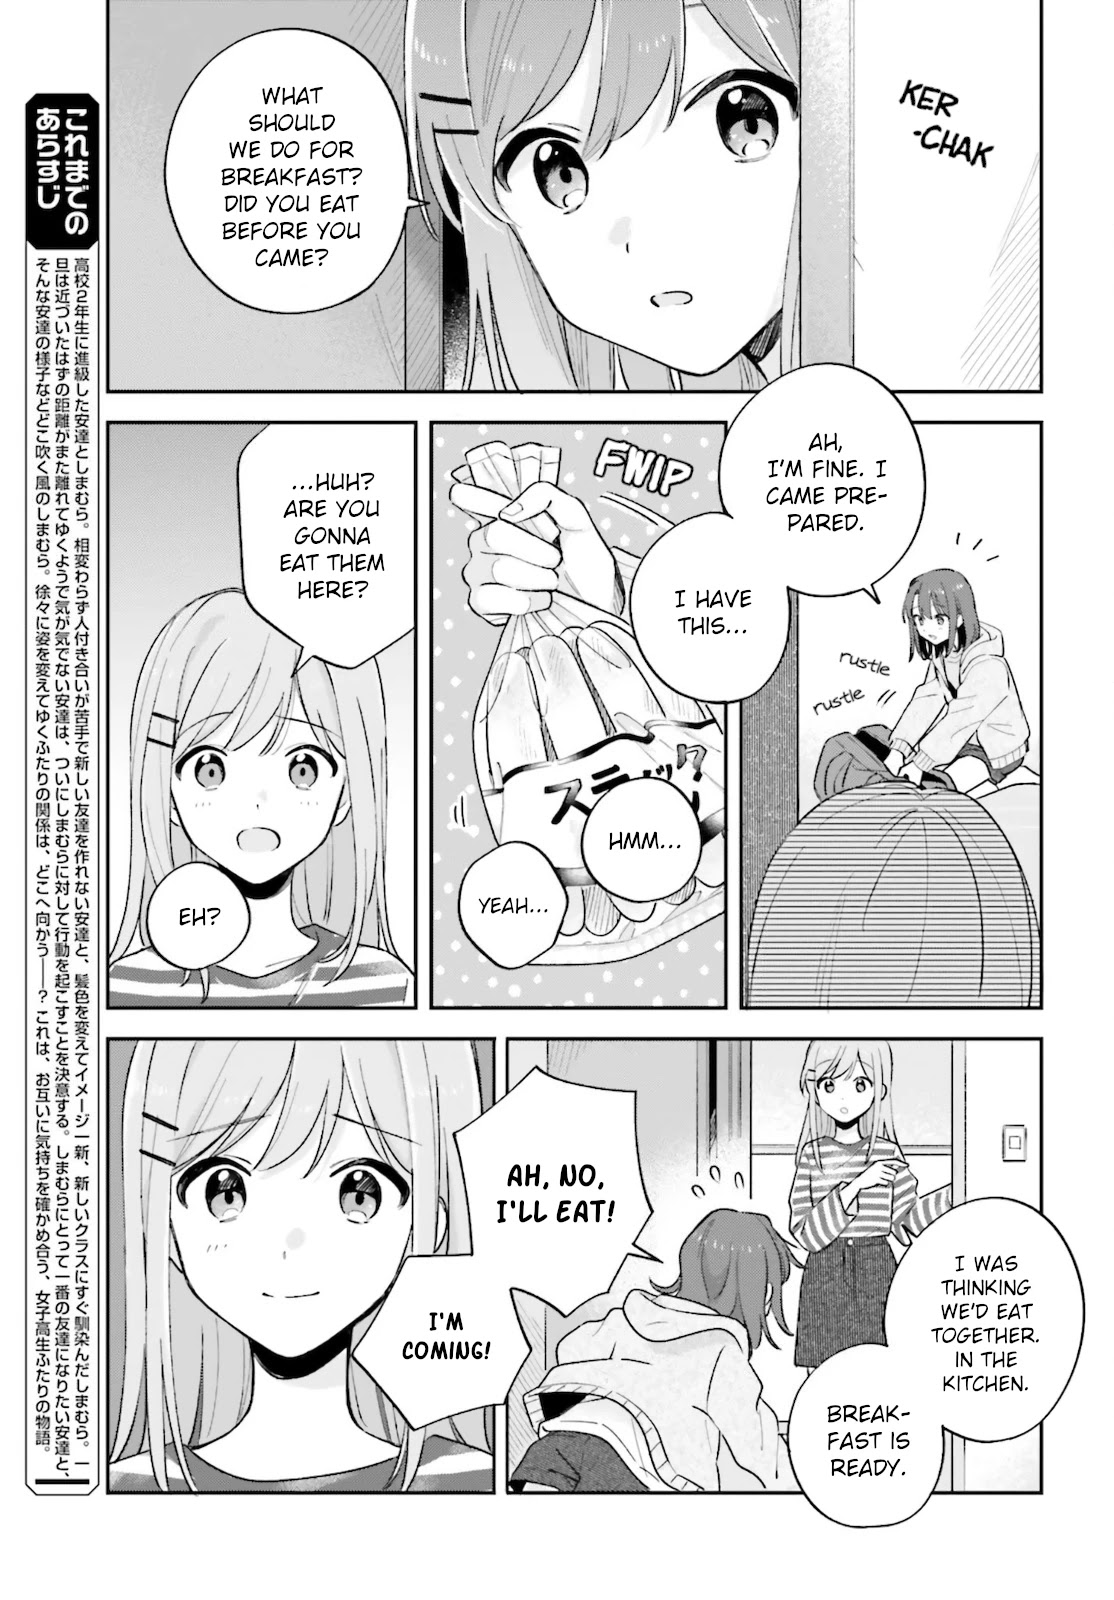 これまでの
あらすじ
高校2年生に進級した安達としまむら。相変わらず人付き合いが苦手で新しい友達を作れない安達と、髪色を変えてイメージ一新、新しいクラスにすぐ馴染んだしまむら。一
旦は近づいたはずの距離がまた離れてゆくようで気が気でない安達は、ついにしまむらに対して行動を起こすことを決意する。しまむらにとって一番の友達になりたい安達と、
そんな安達の様子などどこ吹く風のしまむら。徐々に姿を変えてゆくふたりの関係は、どこへ向かう――？これは、お互いに気持ちを確かめ合う、女子高生ふたりの物語。
KER
-CHAK
WHAT
SHOULD
WE DO FOR
BREAKFAST?
DID YOU EAT
BEFORE YOU
CAME?
AH,
I'M FINE. I
CAME PRE-
PARED.
I HAVE
THIS...
rustle
rustle
FWIP
スティック
HMM...
YEAH...
...HUH?
ARE YOU
GONNA
EAT THEM
HERE?
EH?
I WAS
THINKING
WE'D EAT
TOGETHER.
IN THE
KITCHEN.
BREAK-
FAST IS
READY.
AH, NO,
I'LL EAT!
I'M
COMING!